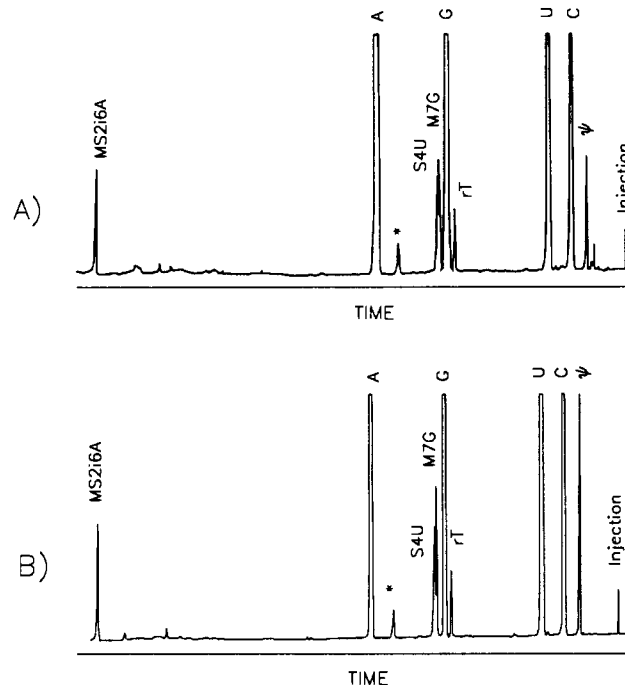 A)
MS2i6A
A
*
S4U
M7G
G
rT
U
C
ψ
Injection
TIME
B)
MS2i6A
A
*
S4U
M7G
G
rT
U
C
ψ
Injection
TIME